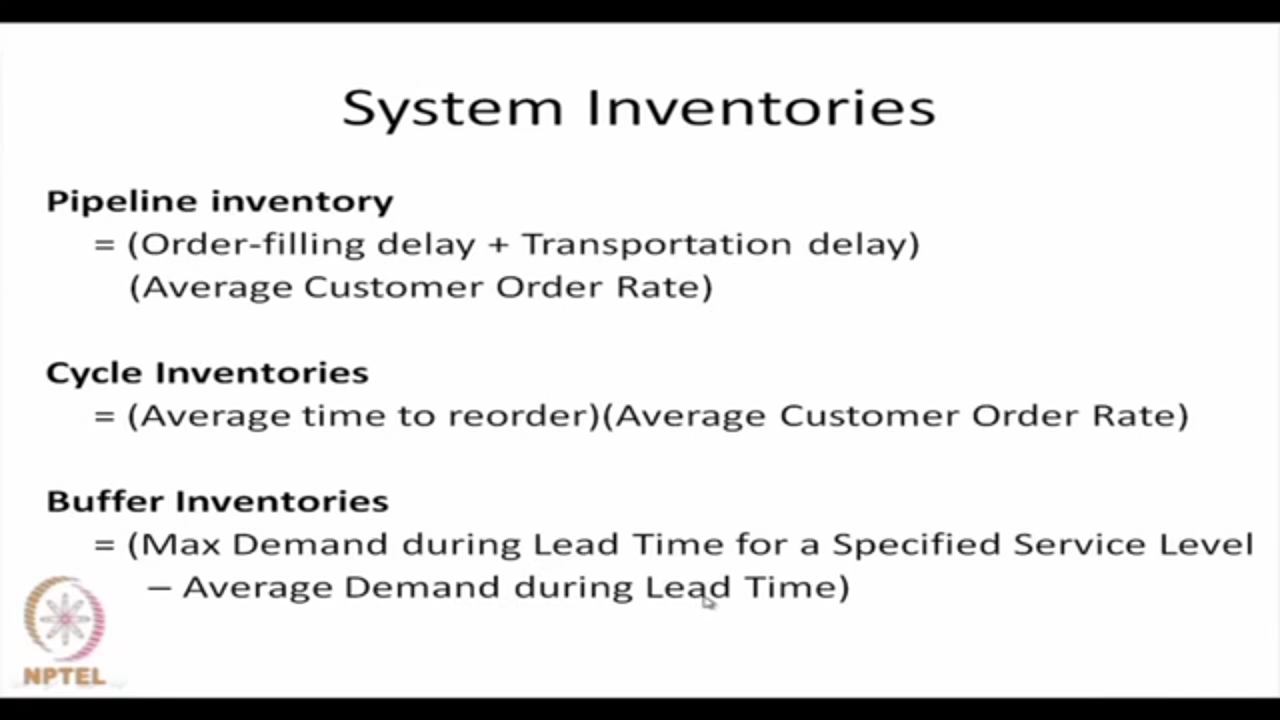 System Inventories
Pipeline inventory
= (Order-filling delay + Transportation delay)
(Average Customer Order Rate)
Cycle Inventories
= (Average time to reorder)(Average Customer Order Rate)
Buffer Inventories
= (Max Demand during Lead Time for a Specified Service Level
– Average Demand during Lead Time)
NPTEL